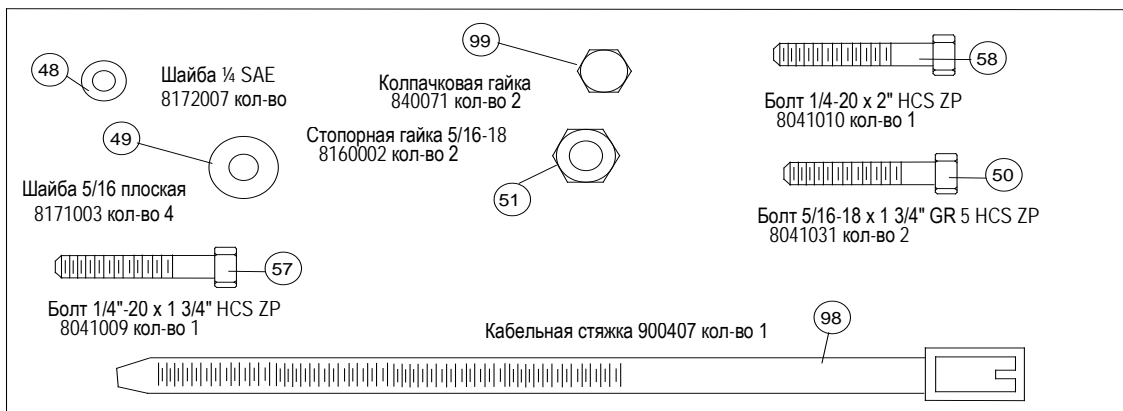 48
Шайба ¼ SAE
8172007 кол-во
99
Колпачковая гайка
840071 кол-во 2
58
Болт 1/4-20 x 2" HCS ZP
8041010 кол-во 1
49
Шайба 5/16 плоская
8171003 кол-во 4
Стопорная гайка 5/16-18
8160002 кол-во 2
51
50
Болт 5/16-18 x 1 3/4" GR 5 HCS ZP
8041031 кол-во 2
57
Болт 1/4"-20 x 1 3/4" HCS ZP
8041009 кол-во 1
Кабельная стяжка 900407 кол-во 1
98